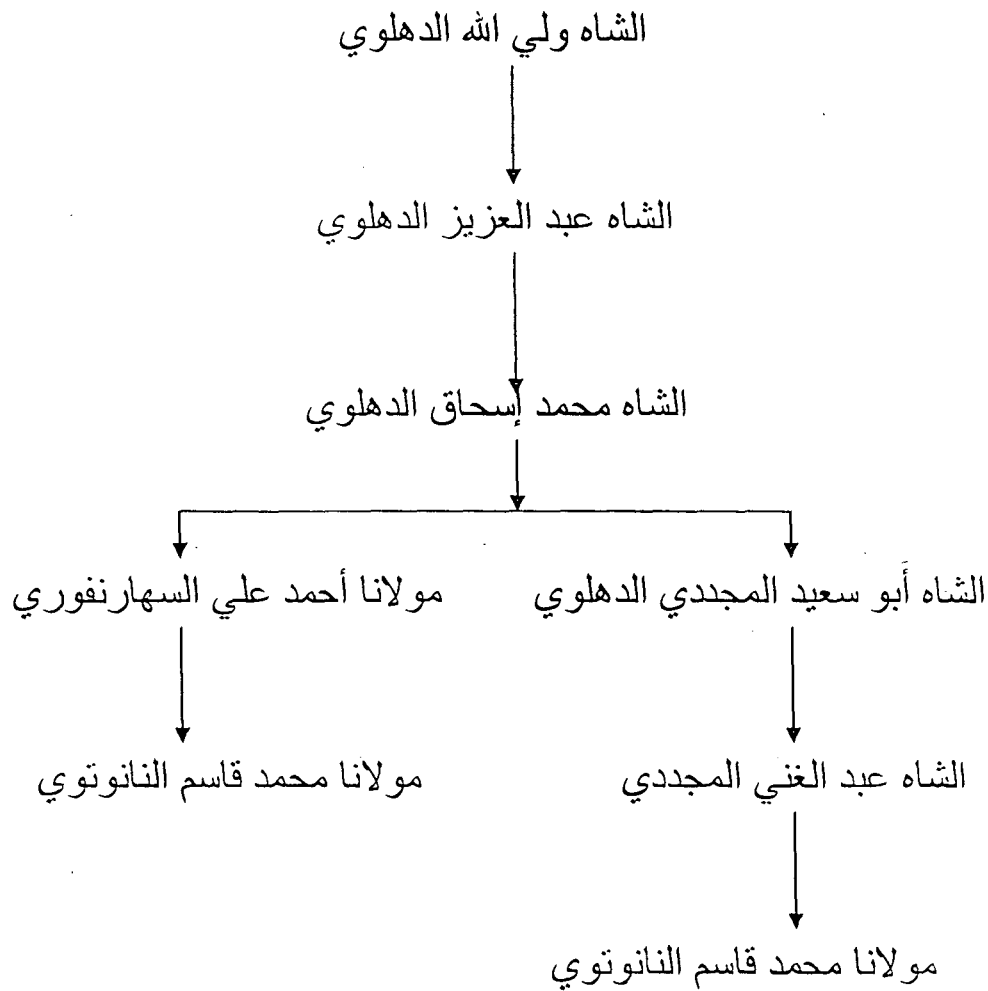 الشاه ولي الله الدهلوي
الشاه عبد العزيز الدهلوي
الشاه محمد إسحاق الدهلوي
الشاه أَبو سعيد المجددي الدهلوي
مولانا أحمد علي السهارنفوري
الشاه عبد الغني المجددي
مولانا محمد قاسم النانوتوي
مولانا محمد قاسم النانوتوي